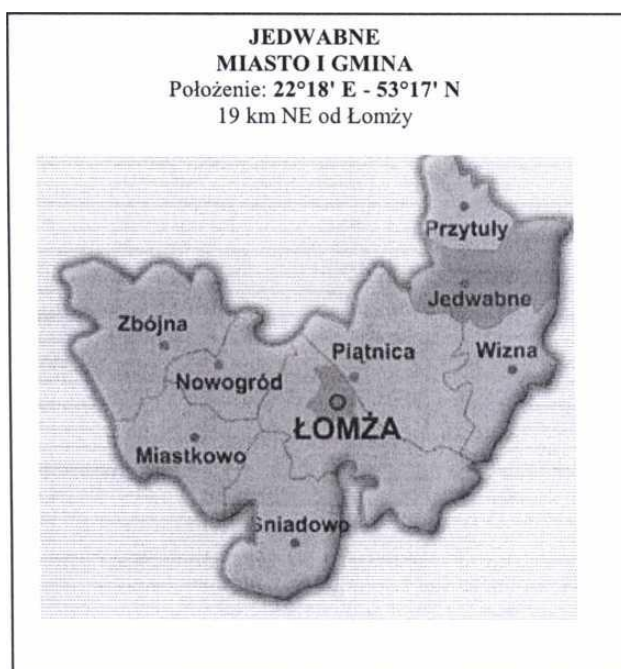 JEDWABNE
MIASTO I GMINA
Położenie: 22°18' E - 53°17' N
19 km NE od Łomży
Przytuły
Jedwabne
Zbójna
Piątnica
Wizna
Nowogród
ŁOMŻA
Miastkowo
Śniadowo